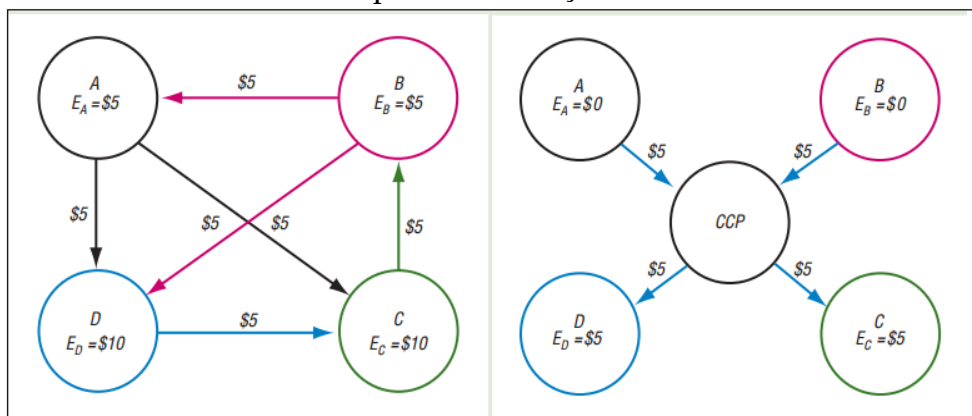 $5
A
E_A = $5
B
E_B = $5
$5
$5
$5
$5
D
E_D = $10
$5
C
E_C = $10
A
E_A = $0
B
E_B = $0
$5
$5
CCP
$5
$5
D
E_D = $5
C
E_C = $5